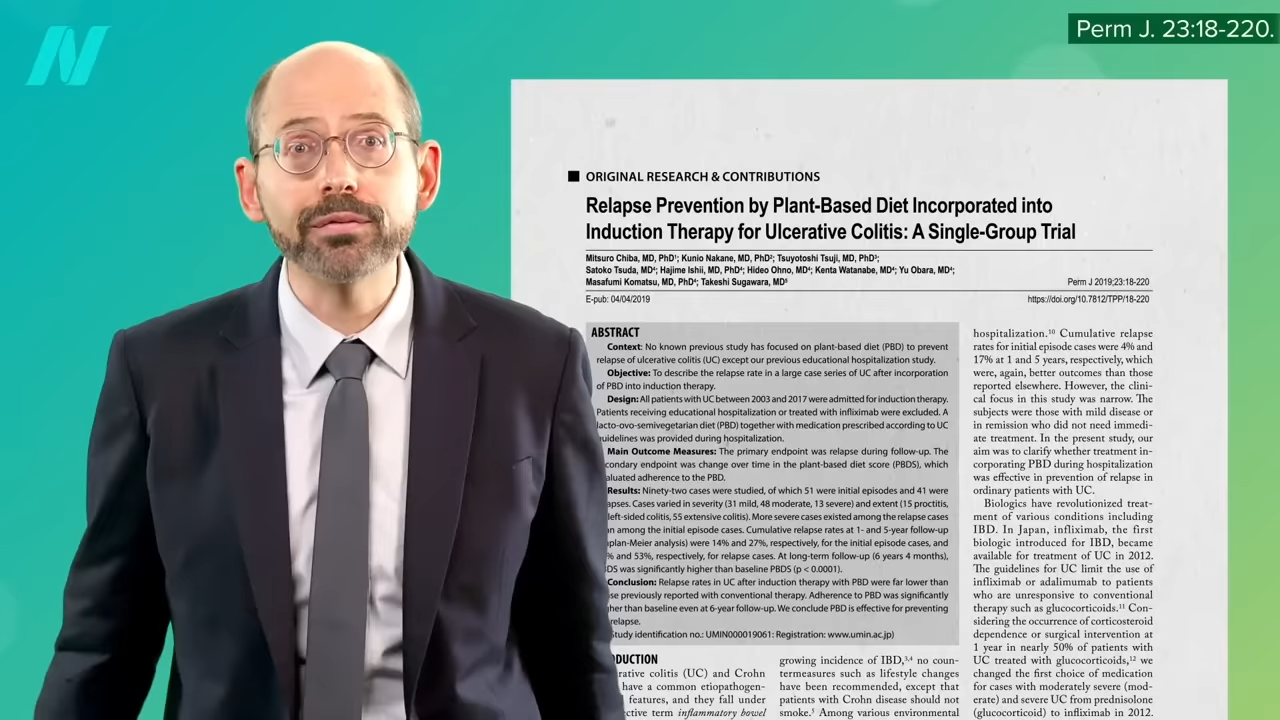 Perm J. 23:18-220.
ORIGINAL RESEARCH & CONTRIBUTIONS
Relapse Prevention by Plant-Based Diet Incorporated into
Induction Therapy for Ulcerative Colitis: A Single-Group Trial
Mitsuro Chiba, MD, PhD¹; Kunio Nakane, MD, PhD²; Tsuyotoshi Tsuji, MD, PhD³;
Satoko Tsuda, MD⁴; Hajime Ishii, MD, PhD⁴; Hideo Ohno, MD⁴; Kenta Watanabe, MD⁴; Yu Obara, MD⁴;
Masafumi Komatsu, MD, PhD⁴; Takeshi Sugawara, MD⁵
Perm J 2019;23:18-220
E-pub: 04/04/2019
https://doi.org/10.7812/TPP/18-220
ABSTRACT
Context: No known previous study has focused on plant-based diet (PBD) to prevent
relapse of ulcerative colitis (UC) except our previous educational hospitalization study.
Objective: To describe the relapse rate in a large case series of UC after incorporation
of PBD into induction therapy.
Design: All patients with UC between 2003 and 2017 were admitted for induction therapy.
Patients receiving educational hospitalization or treated with infliximab were excluded. A
lacto-ovo-semivegetarian diet (PBD) together with medication prescribed according to UC
uidelines was provided during hospitalization.
Main Outcome Measures: The primary endpoint was relapse during follow-up. The
condary endpoint was change over time in the plant-based diet score (PBDS), which
aluated adherence to the PBD.
Results: Ninety-two cases were studied, of which 51 were initial episodes and 41 were
apses. Cases varied in severity (31 mild, 48 moderate, 13 severe) and extent (15 proctitis,
left-sided colitis, 55 extensive colitis). More severe cases existed among the relapse cases
an among the initial episode cases. Cumulative relapse rates at 1- and 5-year follow-up
plan-Meier analysis) were 14% and 27%, respectively, for the initial episode cases, and
% and 53%, respectively, for relapse cases. At long-term follow-up (6 years 4 months),
DS was significantly higher than baseline PBDS (p < 0.0001).
Conclusion: Relapse rates in UC after induction therapy with PBD were far lower than
se previously reported with conventional therapy. Adherence to PBD was significantly
gher than baseline even at 6-year follow-up. We conclude PBD is effective for preventing
relapse.
tudy identification no.: UMIN000019061: Registration: www.umin.ac.jp)
DUCTION
rative colitis (UC) and Crohn
have a common etiopathogen-
features, and they fall under
ective term inflammatory bowel
growing incidence of IBD,³,⁴ no coun-
termeasures such as lifestyle changes
have been recommended, except that
patients with Crohn disease should not
smoke.⁵ Among various environmental
hospitalization.¹⁰ Cumulative relapse
rates for initial episode cases were 4% and
17% at 1 and 5 years, respectively, which
were, again, better outcomes than those
reported elsewhere. However, the clini-
cal focus in this study was narrow. The
subjects were those with mild disease or
in remission who did not need immedi-
ate treatment. In the present study, our
aim was to clarify whether treatment in-
corporating PBD during hospitalization
was effective in prevention of relapse in
ordinary patients with UC.
Biologics have revolutionized treat-
ment of various conditions including
IBD. In Japan, infliximab, the first
biologic introduced for IBD, became
available for treatment of UC in 2012.
The guidelines for UC limit the use of
infliximab or adalimumab to patients
who are unresponsive to conventional
therapy such as glucocorticoids.¹¹ Con-
sidering the occurrence of corticosteroid
dependence or surgical intervention at
1 year in nearly 50% of patients with
UC treated with glucocorticoids,¹² we
changed the first choice of medication
for cases with moderately severe (mod-
erate) and severe UC from prednisolone
(glucocorticoid) to infliximab in 2012.